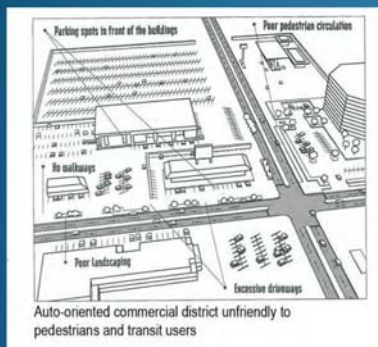 Parking spots in front of the buildings
Poor pedestrian circulation
No walkways
Poor landscaping
Excessive driveways
Auto-oriented commercial district unfriendly to
pedestrians and transit users